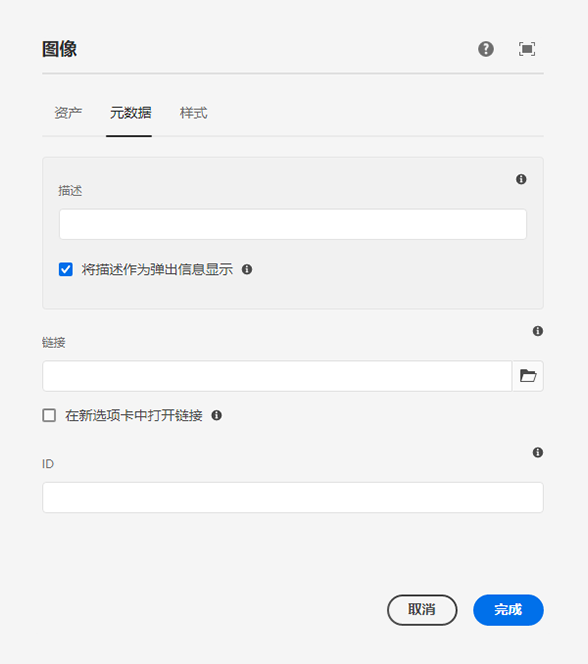 图像
资产 元数据 样式
描述
将描述作为弹出信息显示
链接
在新选项卡中打开链接
ID
取消 完成